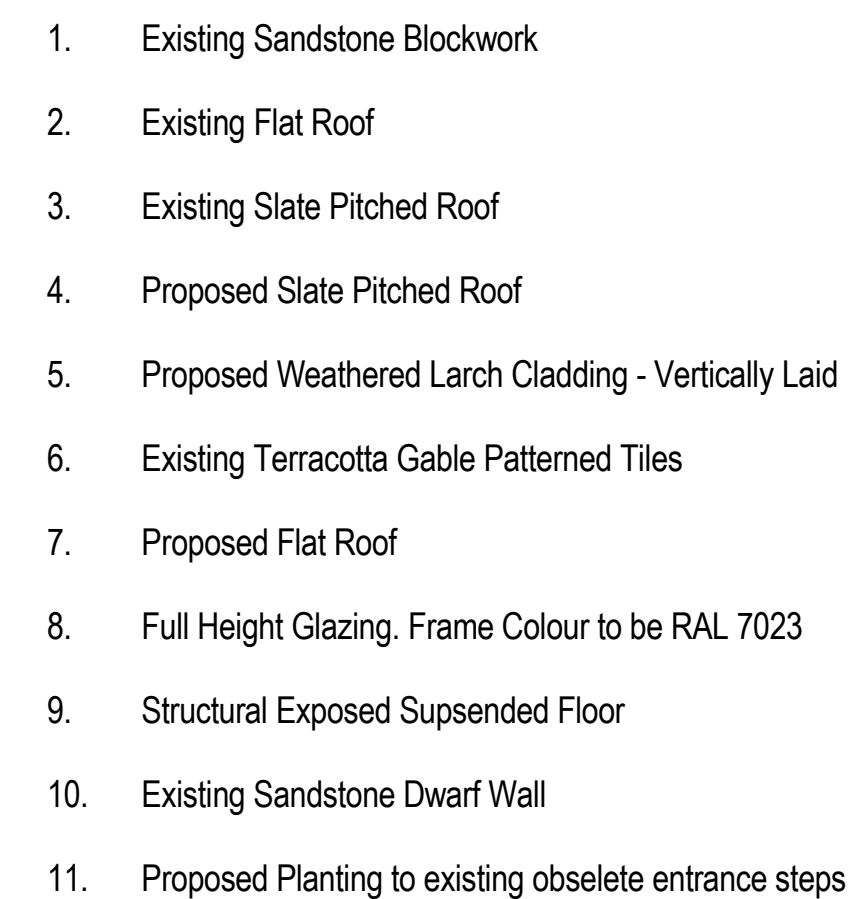 1. Existing Sandstone Blockwork
2. Existing Flat Roof
3. Existing Slate Pitched Roof
4. Proposed Slate Pitched Roof
5. Proposed Weathered Larch Cladding - Vertically Laid
6. Existing Terracotta Gable Patterned Tiles
7. Proposed Flat Roof
8. Full Height Glazing. Frame Colour to be RAL 7023
9. Structural Exposed Supsended Floor
10. Existing Sandstone Dwarf Wall
11. Proposed Planting to existing obselete entrance steps